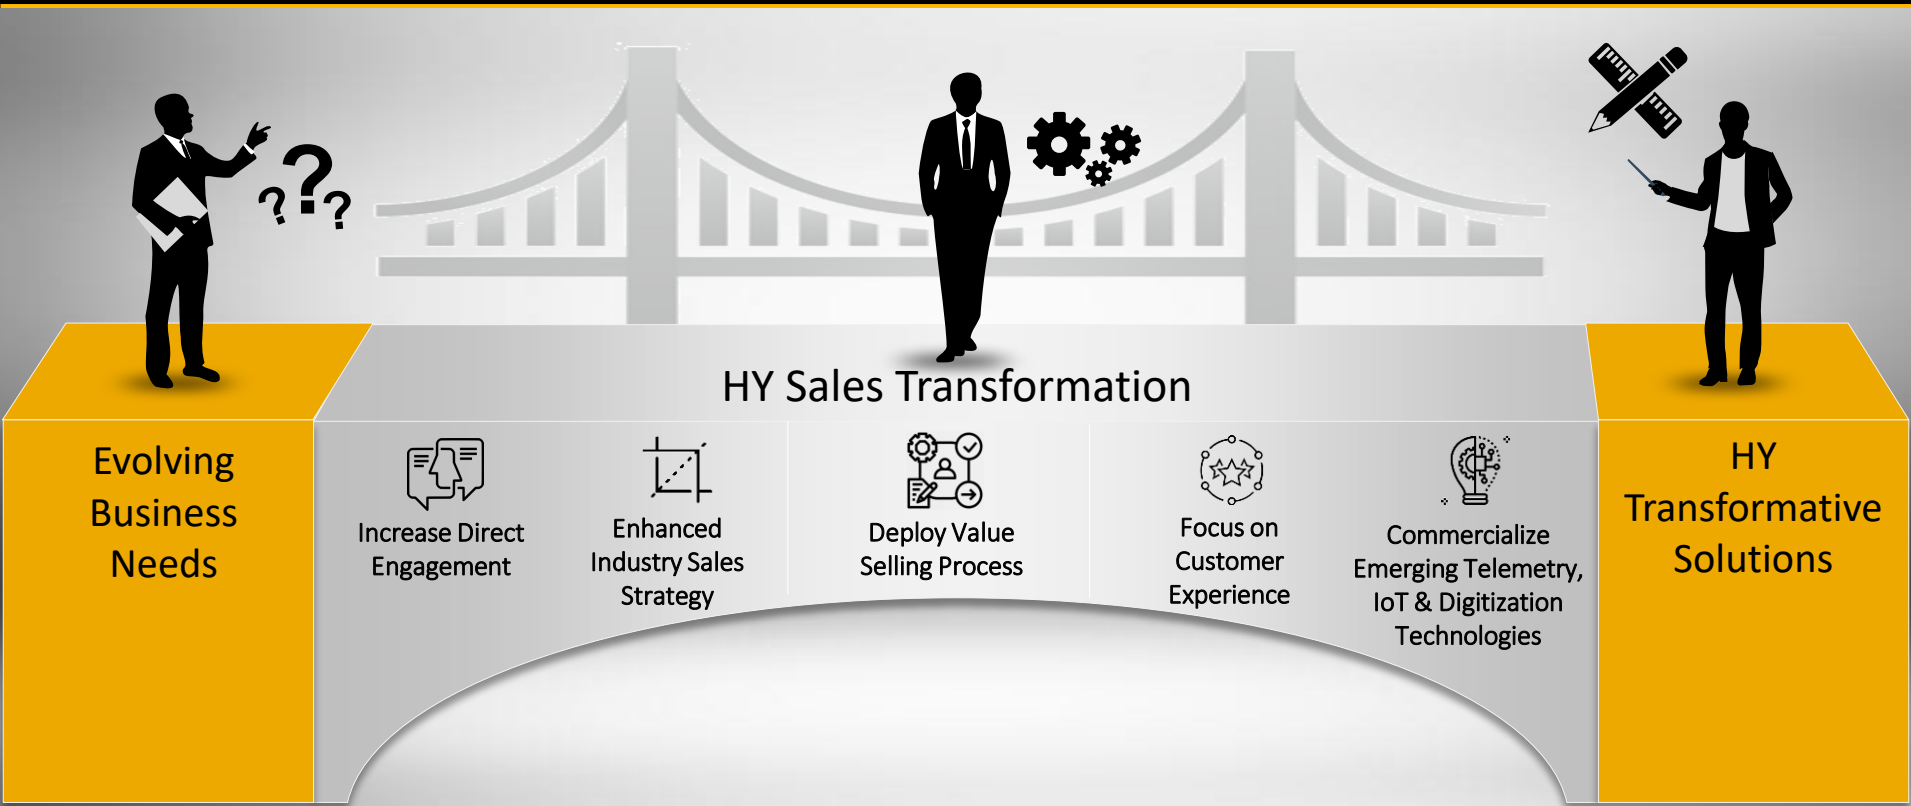 ???
HY Sales Transformation
Evolving
Business
Needs
Increase Direct
Engagement
Enhanced
Industry Sales
Strategy
Deploy Value
Selling Process
Focus on
Customer
Experience
Commercialize
Emerging Telemetry,
IoT & Digitization
Technologies
HY
Transformative
Solutions